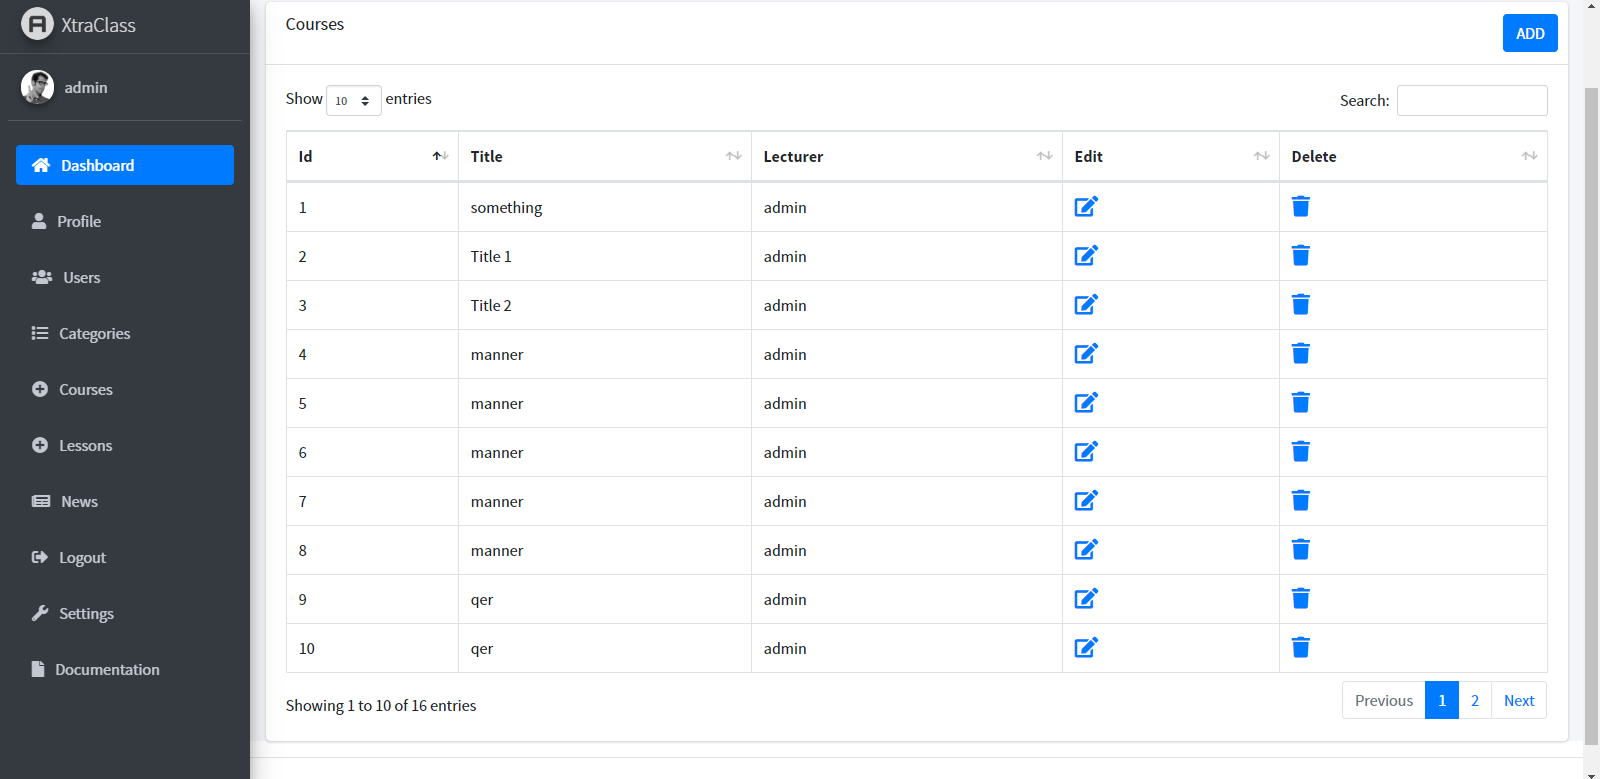 XtraClass
admin
Dashboard
Profile
Users
Categories
Courses
Lessons
News
Logout
Settings
Documentation
Courses
ADD
Show 10 entries
Search:
Id Title Lecturer Edit Delete
1 something admin
2 Title 1 admin
3 Title 2 admin
4 manner admin
5 manner admin
6 manner admin
7 manner admin
8 manner admin
9 qer admin
10 qer admin
Showing 1 to 10 of 16 entries
Previous 1 2 Next